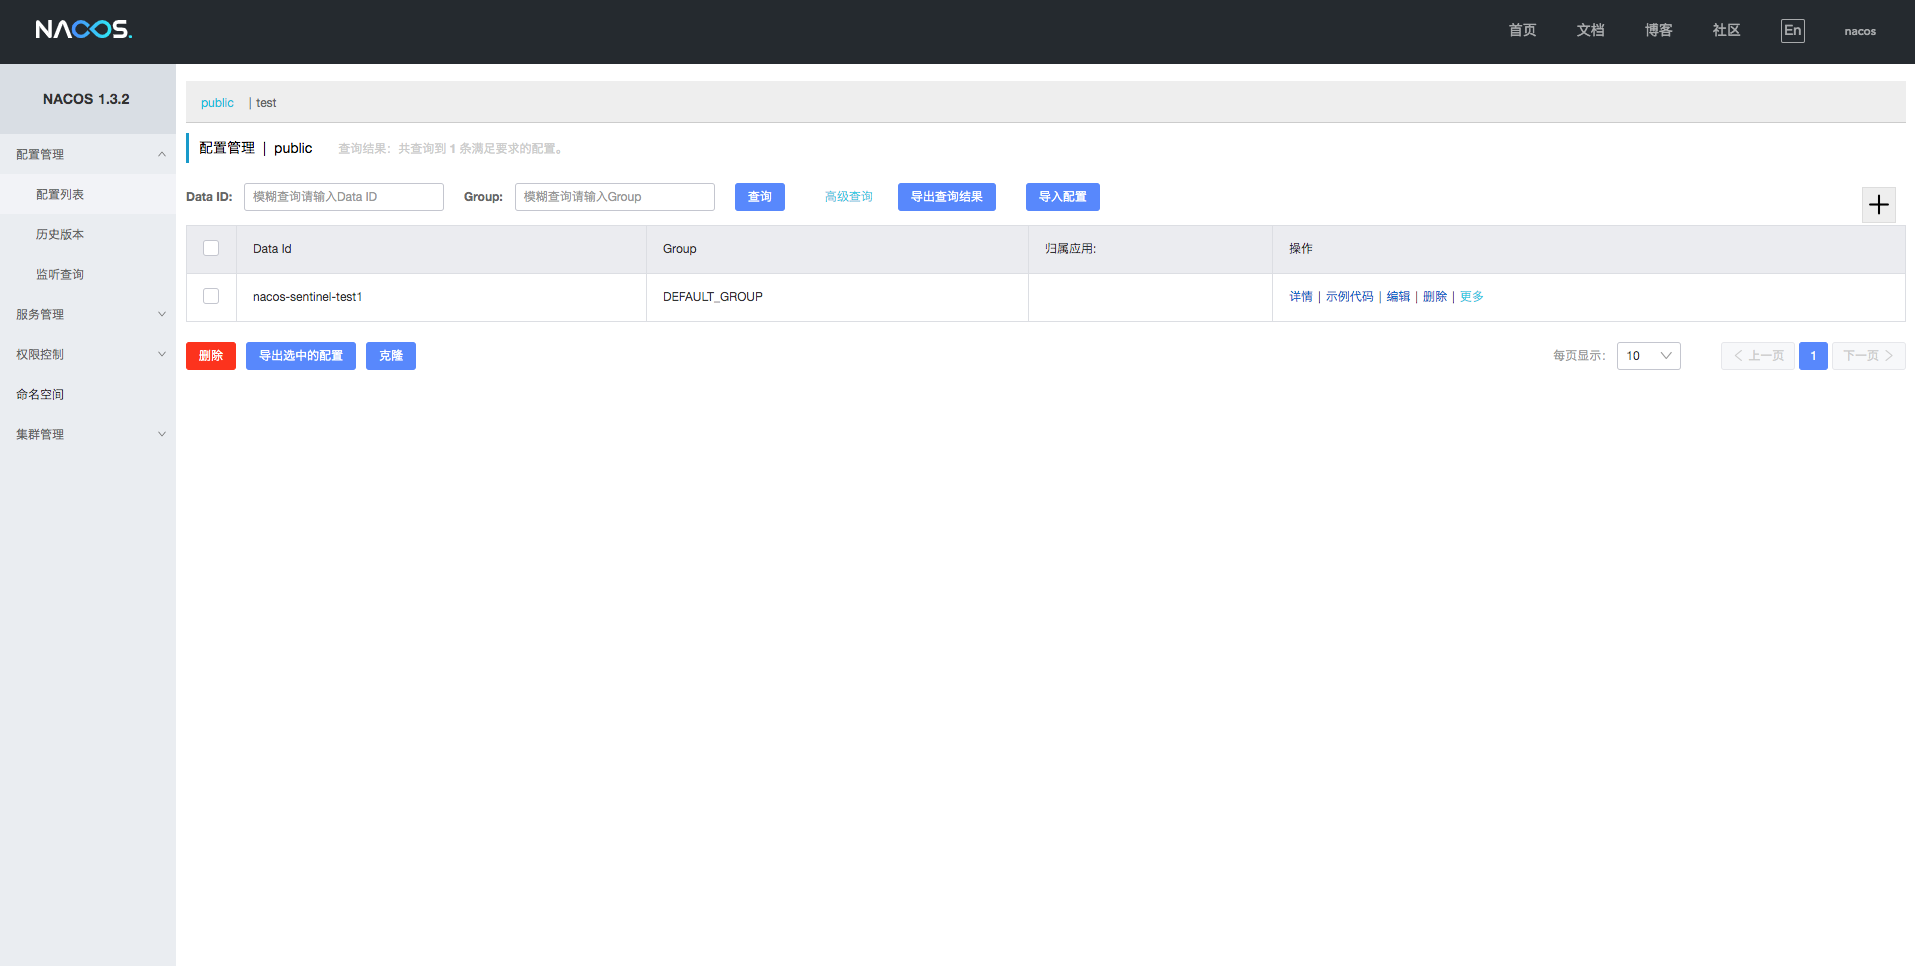 NACOS.
首页 文档 博客 社区 En nacos
NACOS 1.3.2
配置管理
配置列表
历史版本
监听查询
服务管理
权限控制
命名空间
集群管理
public | test
配置管理 | public 查询结果：共查询到 1 条满足要求的配置。
Data ID: 模糊查询请输入Data ID Group: 模糊查询请输入Group 查询 高级查询 导出查询结果 导入配置
Data Id Group 归属应用: 操作
nacos-sentinel-test1 DEFAULT_GROUP 详情 | 示例代码 | 编辑 | 删除 | 更多
删除 导出选中的配置 克隆 每页显示: 10 上一页 1 下一页